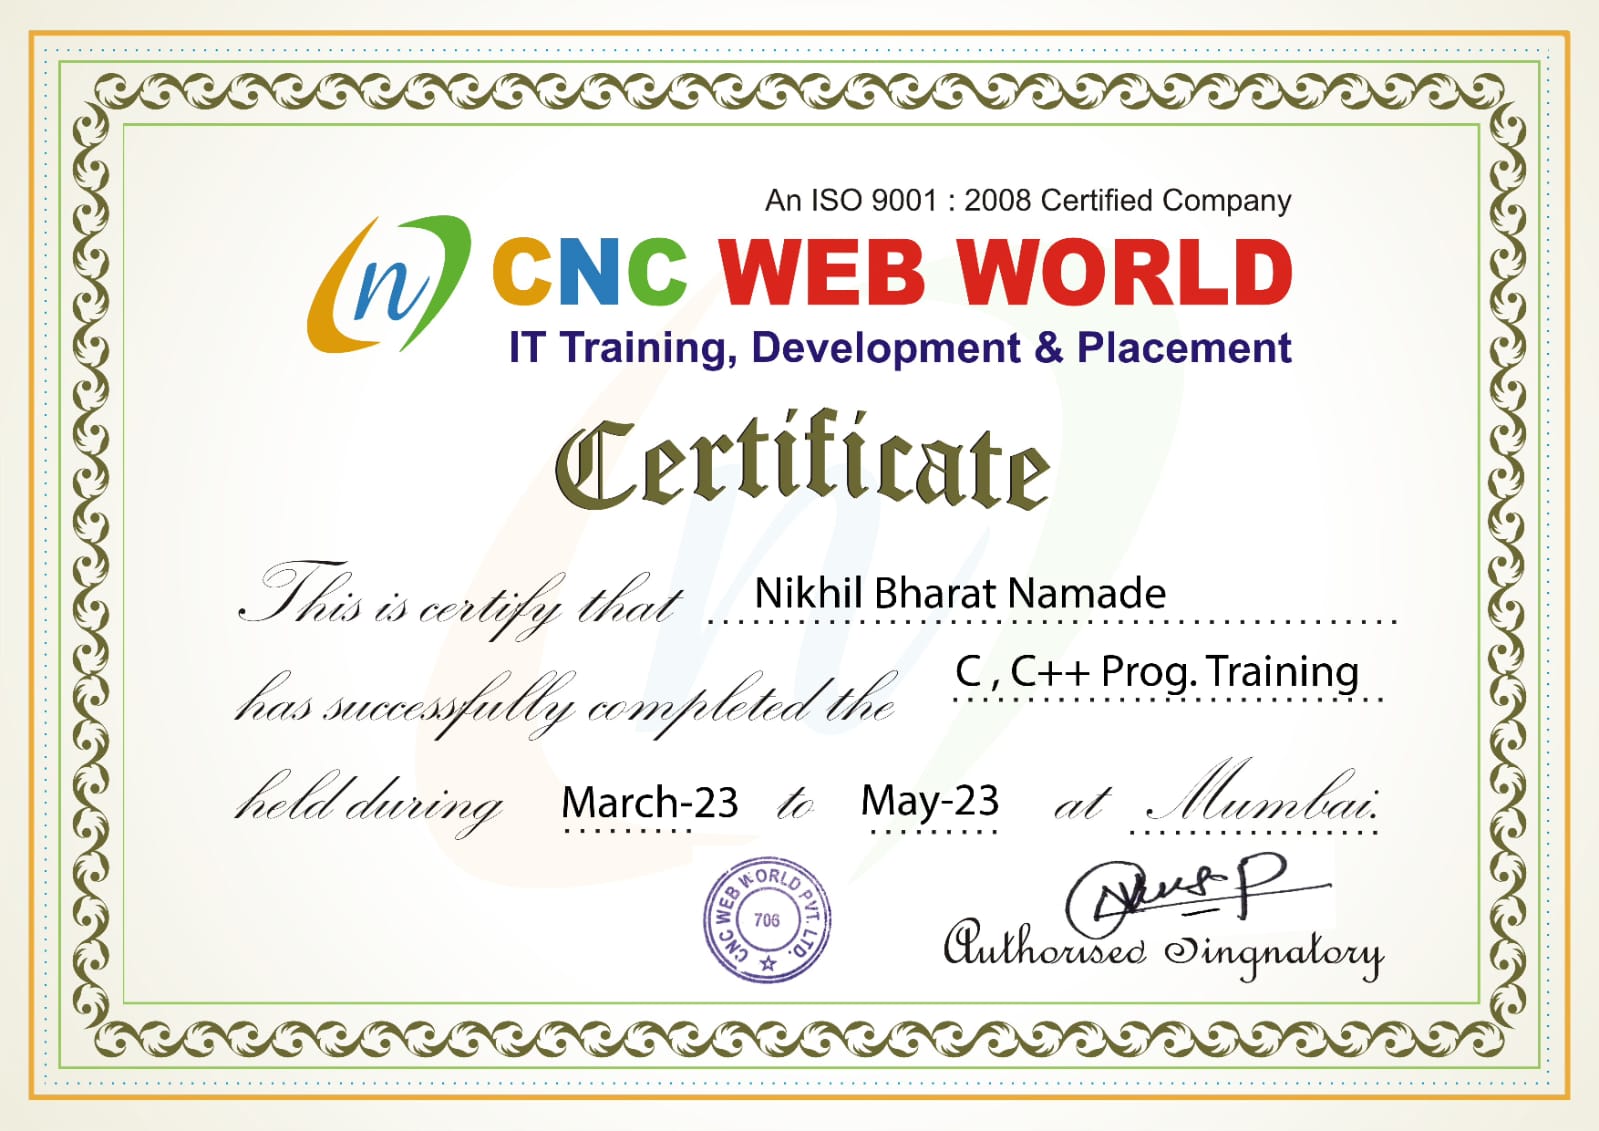 An ISO 9001 : 2008 Certified Company
n CNC WEB WORLD
IT Training, Development & Placement
Certificate
This is certify that Nikhil Bharat Namade
has successfully completed the C , C++ Prog. Training
held during March-23 to May-23 at Mumbai.
CNC WEB WORLD PVT. LTD.
706
Authorised Singnatory